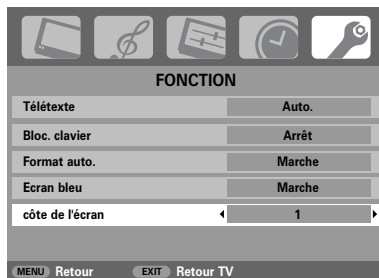 FONCTION
Télétexte Auto.
Bloc. clavier Arrêt
Format auto. Marche
Ecran bleu Marche
côte de l'écran 1
MENU Retour EXIT Retour TV